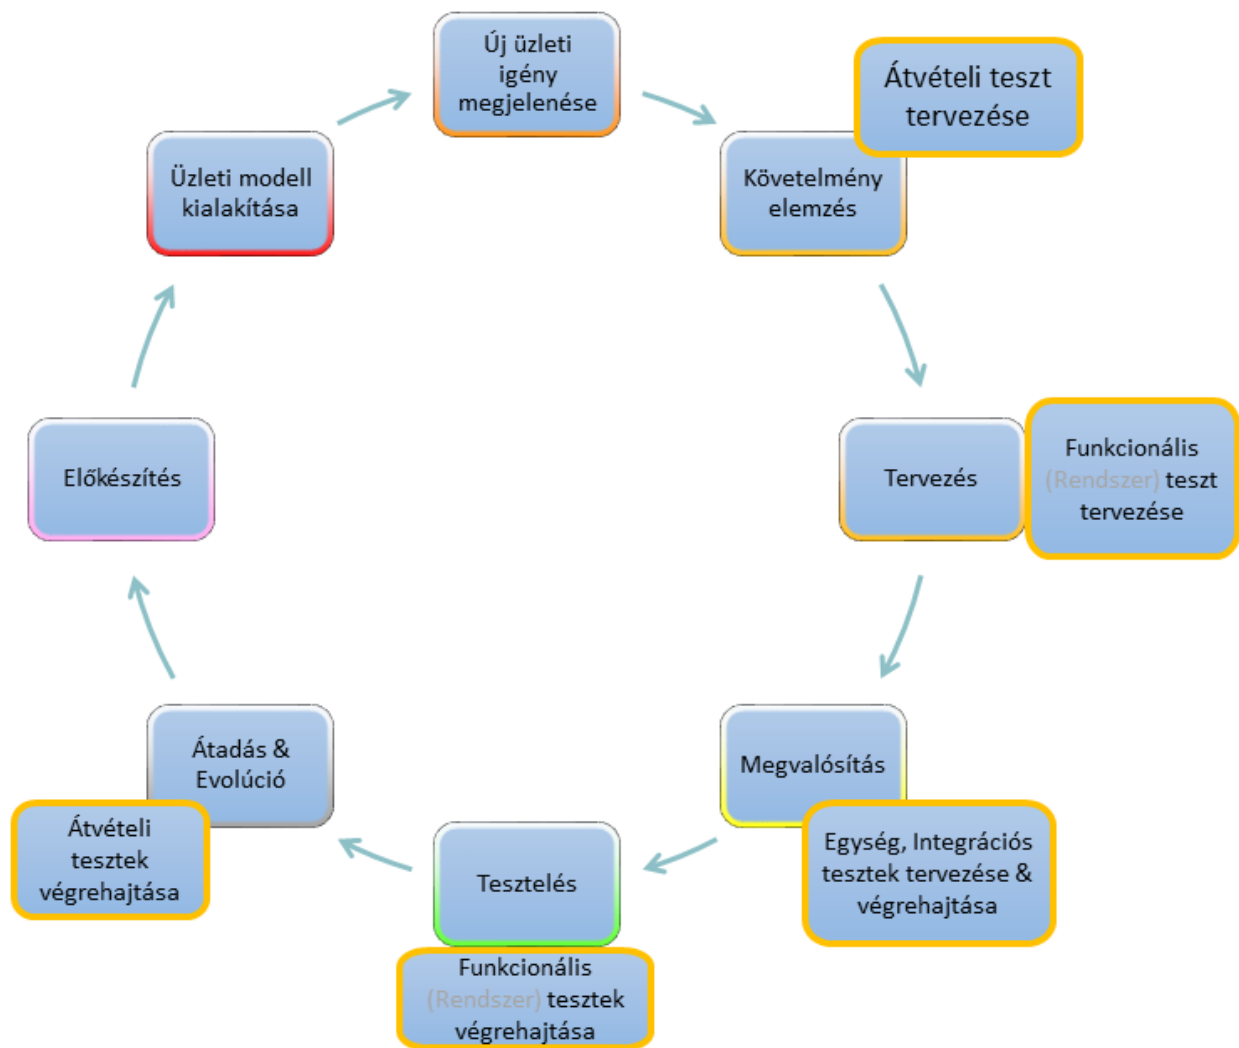 Új üzleti
igény
megjelenése
Átvételi teszt
tervezése
Követelmény
elemzés
Üzleti modell
kialakítása
Tervezés
Funkcionális
(Rendszer) teszt
tervezése
Előkészítés
Megvalósítás
Egység, Integrációs
tesztek tervezése &
végrehajtása
Átadás &
Evolúció
Átvételi
tesztek
végrehajtása
Tesztelés
Funkcionális
(Rendszer) tesztek
végrehajtása